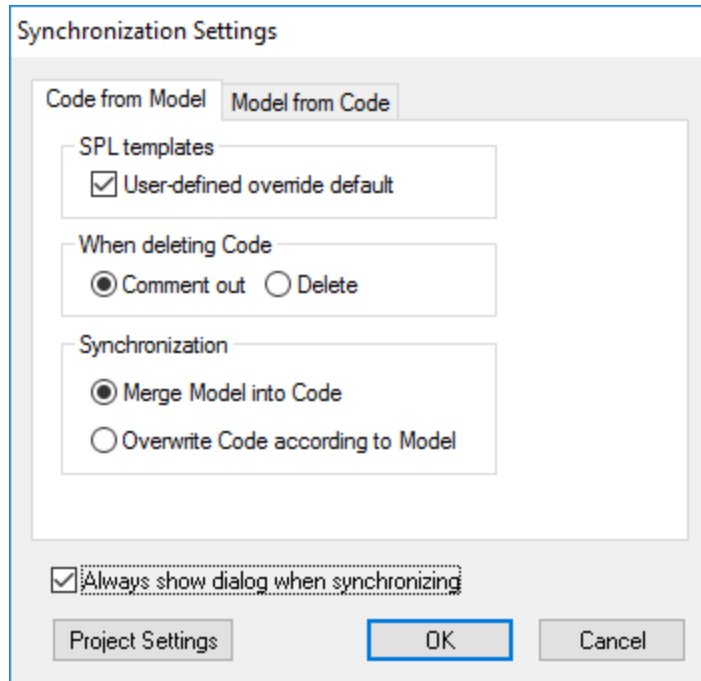 Synchronization Settings
Code from Model Model from Code
SPL templates
User-defined override default
When deleting Code
Comment out Delete
Synchronization
Merge Model into Code
Overwrite Code according to Model
Always show dialog when synchronizing
Project Settings OK Cancel